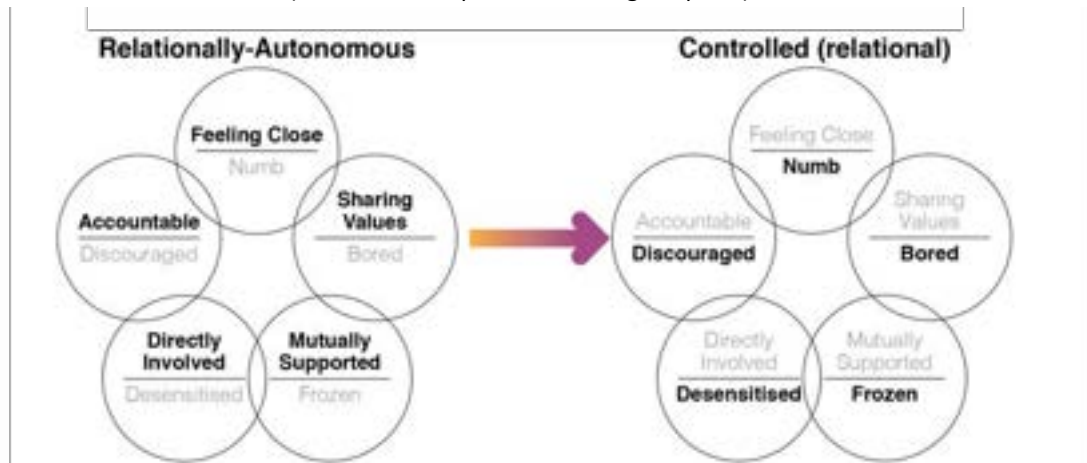 Relationally-Autonomous
Feeling Close
Numb
Accountable
Discouraged
Sharing
Values
Bored
Directly
Involved
Desensitised
Mutually
Supported
Frozen
Controlled (relational)
Feeling Close
Numb
Accountable
Discouraged
Sharing
Values
Bored
Directly
Involved
Desensitised
Mutually
Supported
Frozen